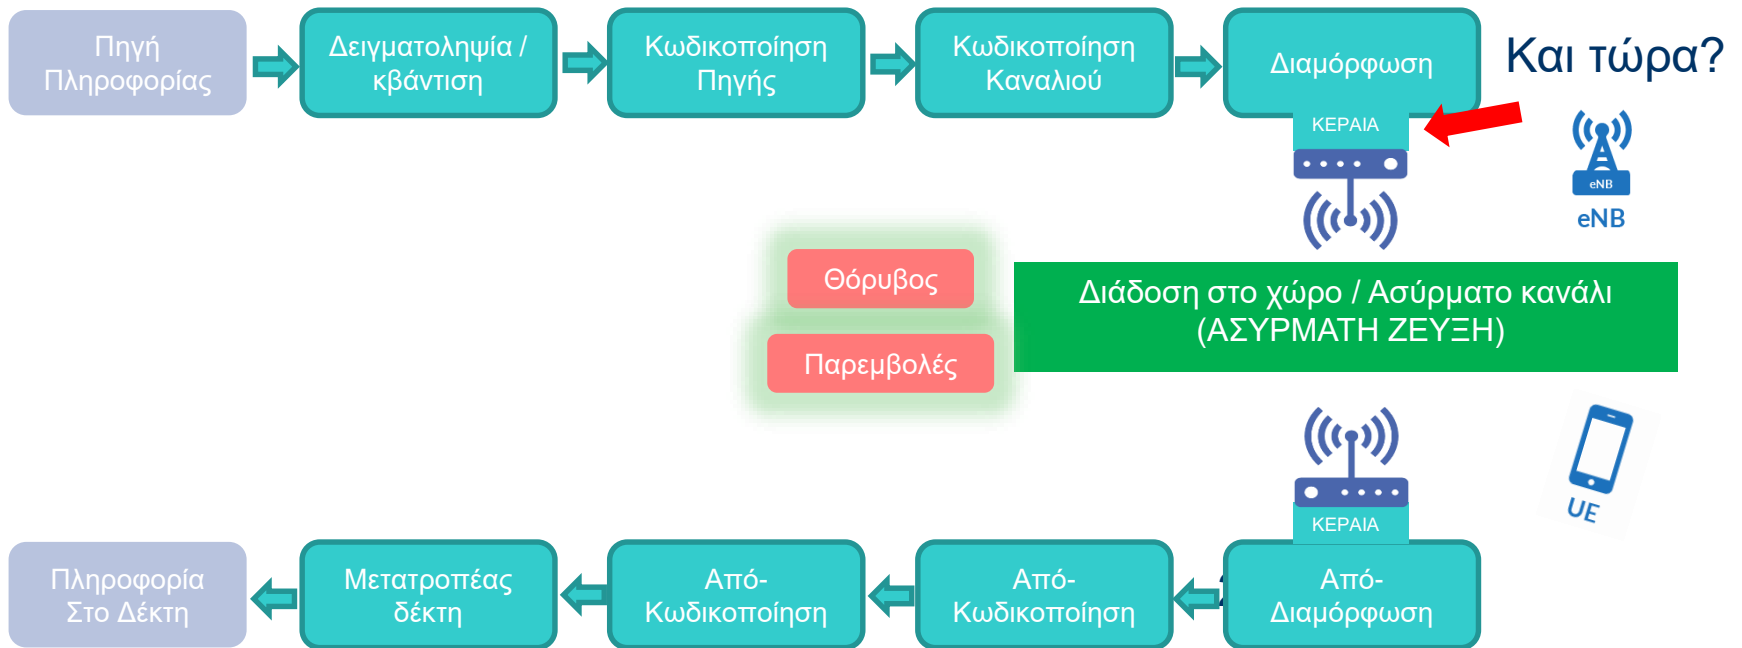 Πηγή
Πληροφορίας
Δειγματοληψία /
κβάντιση
Κωδικοποίηση
Πηγής
Κωδικοποίηση
Καναλιού
Διαμόρφωση
Και τώρα?
ΚΕΡΑΙΑ
eNB
eNB
Θόρυβος
Παρεμβολές
Διάδοση στο χώρο / Ασύρματο κανάλι
(ΑΣΥΡΜΑΤΗ ΖΕΥΞΗ)
UE
ΚΕΡΑΙΑ
Πληροφορία
Στο Δέκτη
Μετατροπέας
δέκτη
Από-
Κωδικοποίηση
Από-
Κωδικοποίηση
Από-
Διαμόρφωση